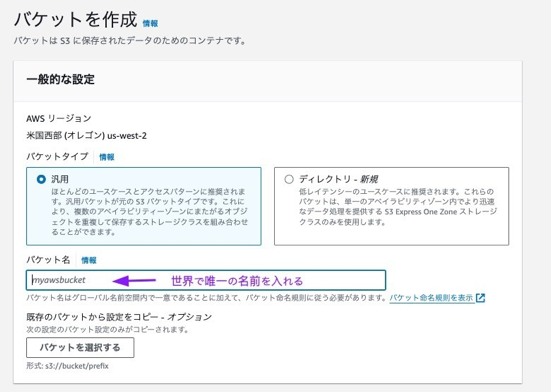 バケットを作成 情報
バケットは S3 に保存されたデータのためのコンテナです。
一般的な設定
AWS リージョン
米国西部 (オレゴン) us-west-2
バケットタイプ 情報
汎用
ほとんどのユースケースとアクセスパターンに推奨されま
す。汎用バケットが元の S3 バケットタイプです。これ
により、複数のアベイラビリティーゾーンにまたがるオブ
ジェクトを重複して保存するストレージクラスを組み合わせ
ることができます。
ディレクトリ - 新規
低レイテンシーのユースケースに推奨されます。これらの
バケットは、単一のアベイラビリティゾーン内でより迅速
なデータ処理を提供する S3 Express One Zone ストレージ
クラスのみを使用します。
バケット名 情報
myawsbucket
世界で唯一の名前を入れる
バケット名はグローバル名前空間内で一意であることに加えて、バケット命名規則に従う必要があります。バケット命名規則を表示
既存のバケットから設定をコピー - オプション
次の設定のバケット設定のみがコピーされます。
バケットを選択する
形式: s3://bucket/prefix